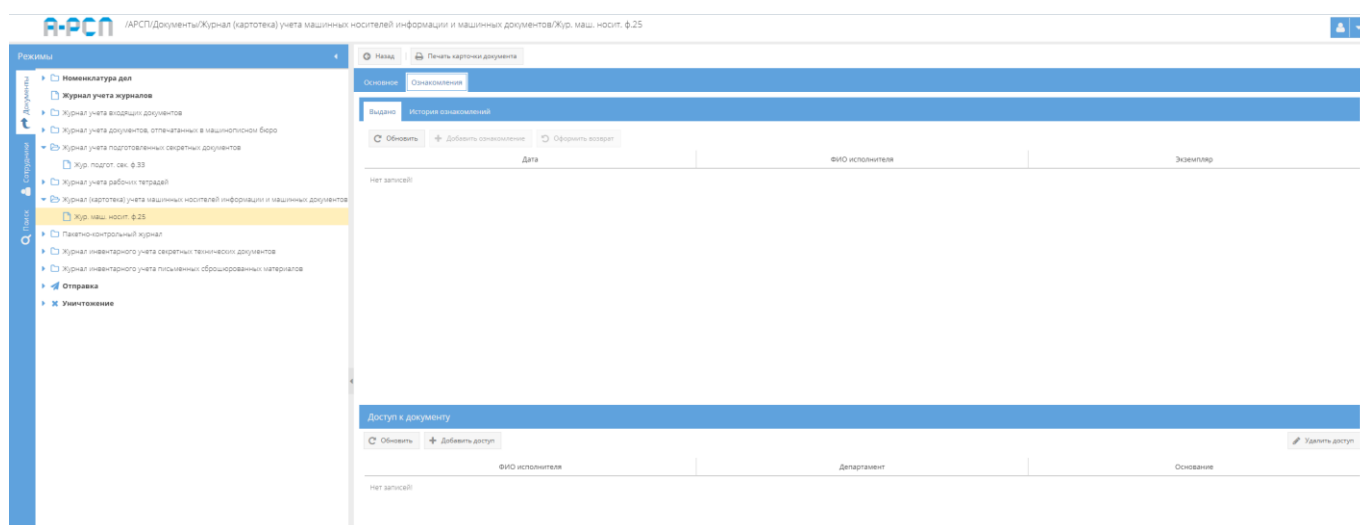 А-РСП /АРСП/Документы/Журнал (картотека) учета машинных носителей информации и машинных документов/Жур. маш. носит. ф.25
Режимы
Документы
Сотрудники
Поиск
Номенклатура дел
Журнал учета журналов
Журнал учета входящих документов
Журнал учета документов, отпечатанных в машинописном бюро
Журнал учета подготовленных секретных документов
Жур. подгот. сек. ф.33
Журнал учета рабочих тетрадей
Журнал (картотека) учета машинных носителей информации и машинных документов
Жур. маш. носит. ф.25
Пакетно-контрольный журнал
Журнал инвентарного учета секретных технических документов
Журнал инвентарного учета письменных сброшюрованных материалов
Отправка
Уничтожение
Назад Печать карточки документа
Основное Ознакомления
Выдано История ознакомлений
Обновить Добавить ознакомление Оформить возврат
Дата ФИО исполнителя Экземпляр
Нет записей!
Доступ к документу
Обновить Добавить доступ Удалить доступ
ФИО исполнителя Департамент Основание
Нет записей!